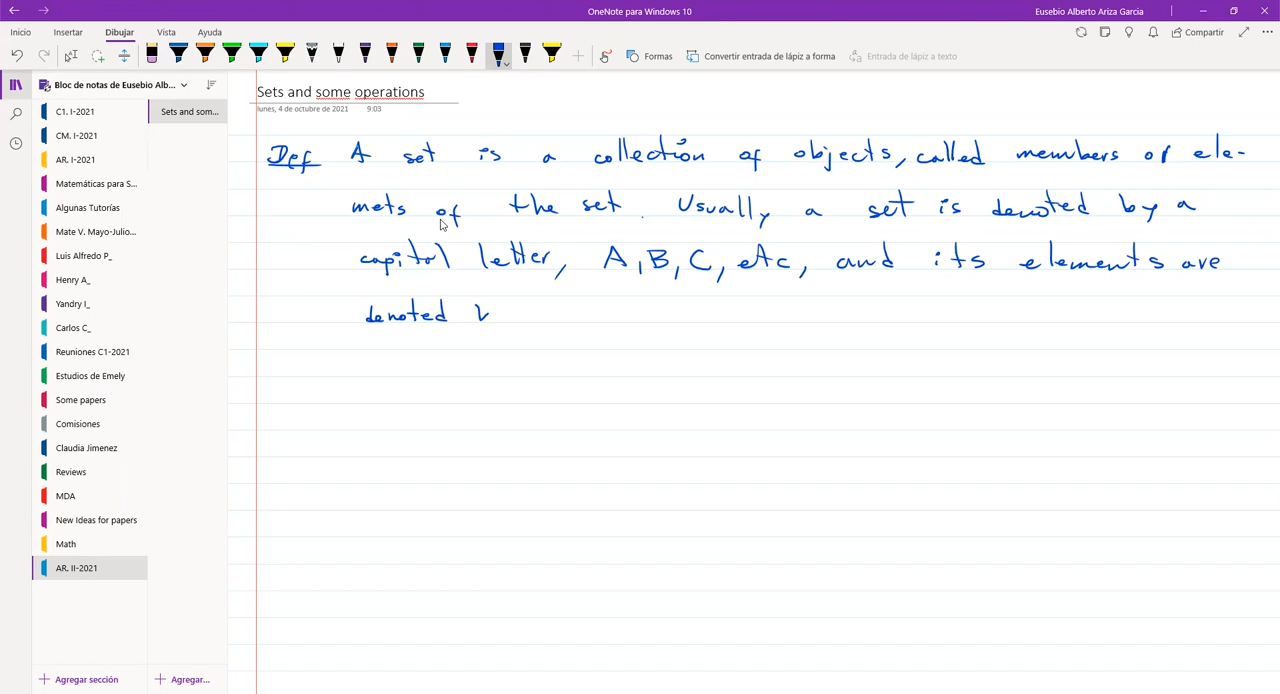 OneNote para Windows 10
Eusebio Alberto Ariza Garcia
Inicio
Insertar
Dibujar
Vista
Ayuda
Compartir
Formas
Convertir entrada de lápiz a forma
Entrada de lápiz a texto
Bloc de notas de Eusebio Alb...
C1. I-2021
CM. I-2021
AR. I-2021
Matemáticas para S...
Algunas Tutorías
Mate V. Mayo-Julio...
Luis Alfredo P_
Henry A_
Yandry I_
Carlos C_
Reuniones C1-2021
Estudios de Emely
Some papers
Comisiones
Claudia Jimenez
Reviews
MDA
New Ideas for papers
Math
AR. II-2021
Agregar sección
Sets and som...
Agregar...
Sets and some operations
lunes, 4 de octubre de 2021 9:03
Def A set is a collection of objects, called members or ele-
mets of the set. Usually a set is denoted by a
capital letter, A, B, C, etc, and its elements are
denoted